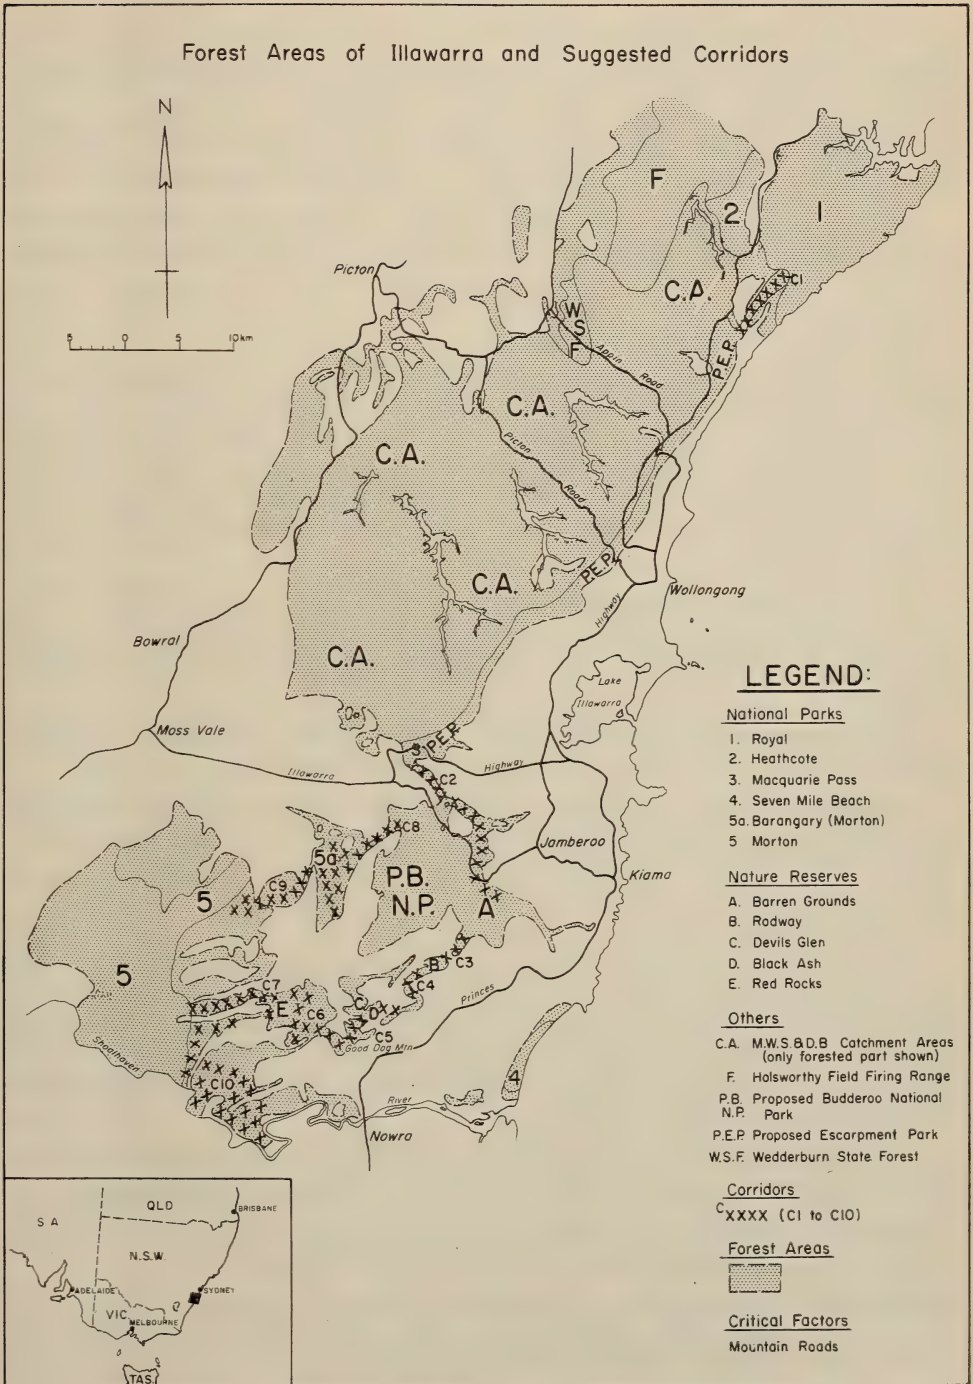 Forest Areas of Illawarra and Suggested Corridors
N
5 0 5 10km
Picton
F
2
1
C.A.
C1
W
S
F
Appin Road
P.E.P.
C.A.
C.A.
Picton Road
C.A.
P.E.P.
Highway
Wollongong
Bowral
C.A.
Lake
Illawarra
Moss Vale
3
P.E.P.
Illawarra Highway
C2
C8
Jamberoo
5a
P.B.
N.P.
Kiama
C9
5
A
5
B
C3
C7
C4
E
C6
C
D
Princes
C5
Good Dog Mtn
Shoalhaven
C10
4
River
Nowra
LEGEND:
National Parks
1. Royal
2. Heathcote
3. Macquarie Pass
4. Seven Mile Beach
5a. Barangary (Morton)
5 Morton
Nature Reserves
A. Barren Grounds
B. Rodway
C. Devils Glen
D. Black Ash
E. Red Rocks
Others
C.A. M.W.S.&D.B Catchment Areas
(only forested part shown)
F. Holsworthy Field Firing Range
P.B. Proposed Budderoo National
N.P. Park
P.E.P. Proposed Escarpment Park
W.S.F. Wedderburn State Forest
Corridors
C XXXX (C1 to C10)
Forest Areas
Critical Factors
Mountain Roads
S A
QLD
BRISBANE
N.S.W.
ADELAIDE
SYDNEY
VIC
MELBOURNE
TAS.